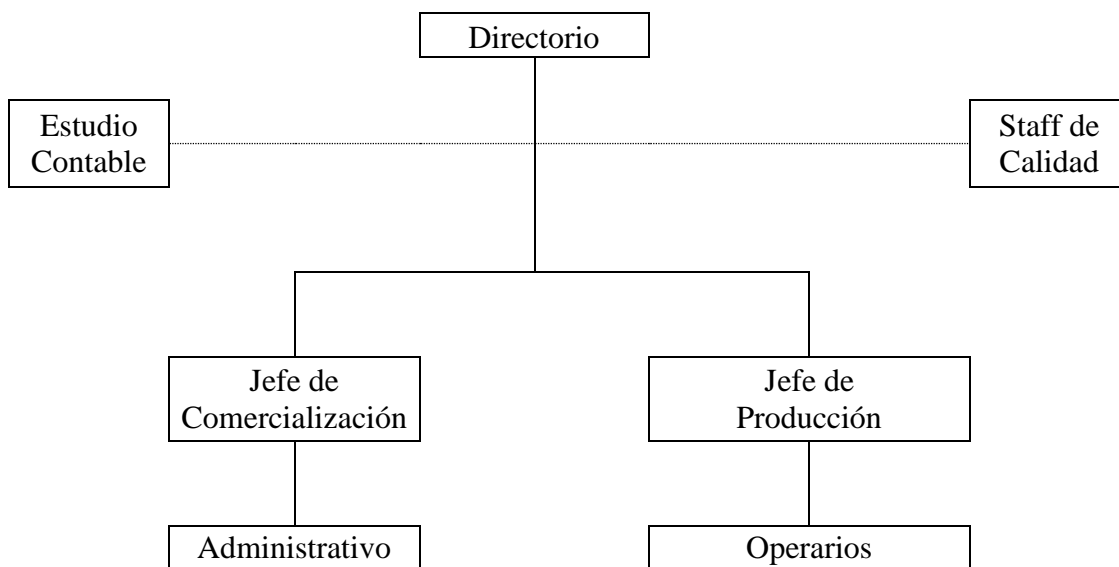 Directorio
Estudio
Contable
Staff de
Calidad
Jefe de
Comercialización
Jefe de
Producción
Administrativo
Operarios